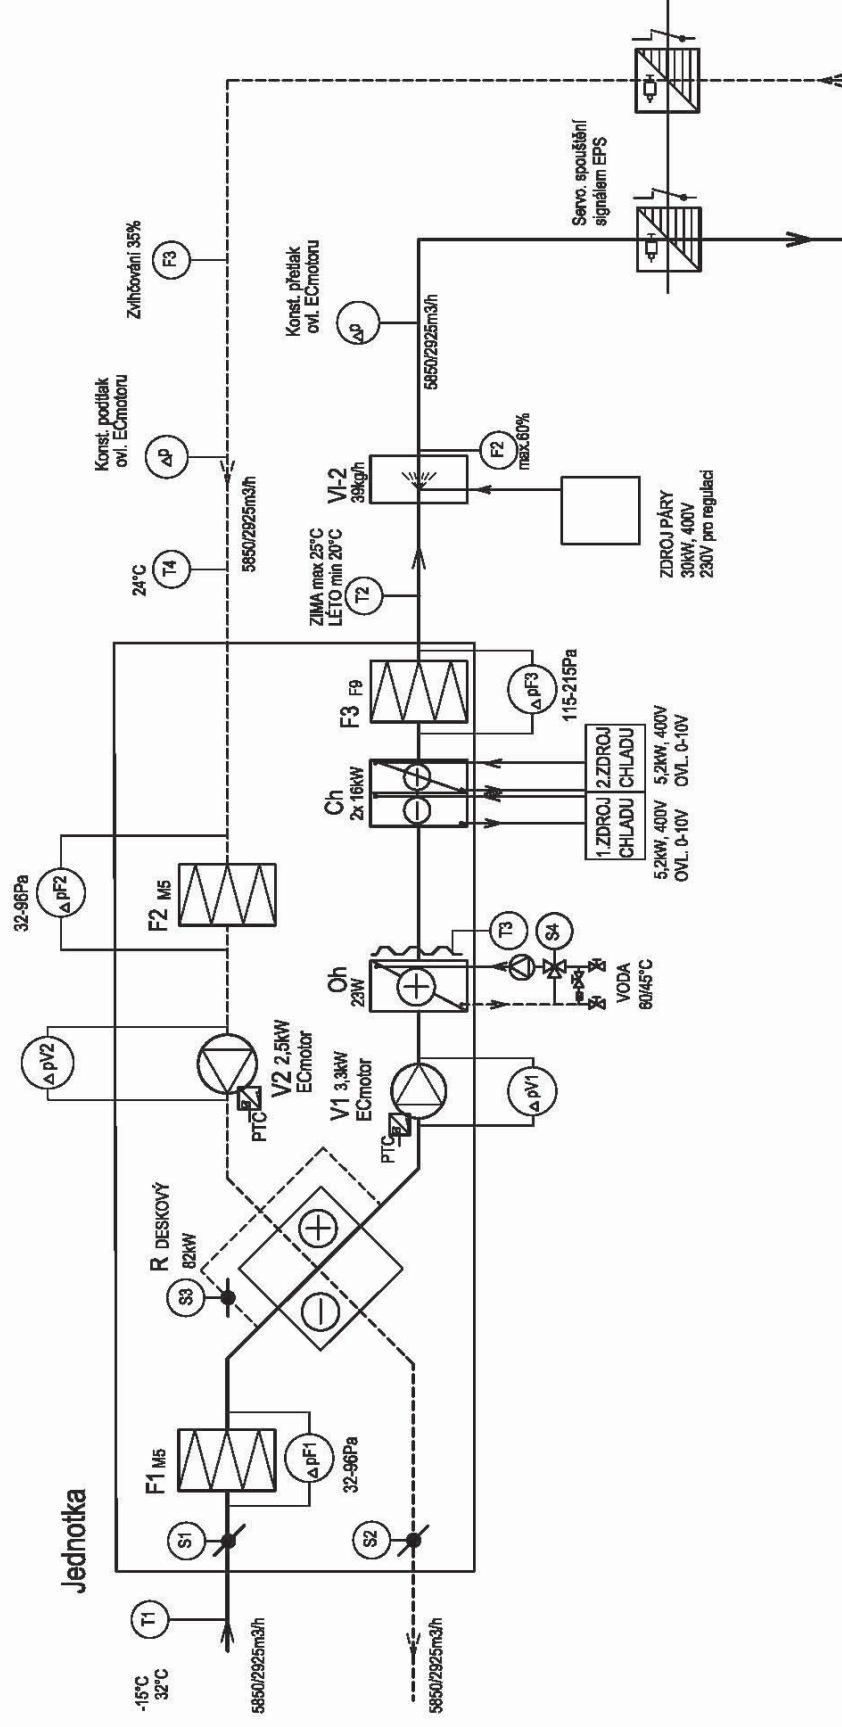 Jednotka
-15°C
32°C
T1
5850/2925m3/h
5850/2925m3/h
S1
S2
F1 M5
ΔpF1
32-96Pa
S3
R DESKOVÝ
82kW
PTC
V2 2,5kW
ECmotor
ΔpV2
PTC
V1 3,3kW
ECmotor
ΔpV1
32-96Pa
ΔpF2
F2 M5
Oh
23W
T3
S4
VODA
60/45°C
Ch
2x 16kW
1.ZDROJ
CHLADU
2.ZDROJ
CHLADU
5,2kW, 400V
OVL. 0-10V
5,2kW, 400V
OVL. 0-10V
F3 F9
ΔpF3
115-215Pa
24°C
T4
5850/2925m3/h
ZIMA max 25°C
LÉTO min 20°C
T2
VI-2
39kg/h
F2
max.60%
ZDROJ PÁRY
30kW, 400V
230V pro regulaci
Konst. podtlak
ovl. ECmotoru
Δp
Konst. přetlak
ovl. ECmotoru
Δp
5850/2925m3/h
Zvlhčování 35%
F3
Servo. spouštění
signálem EPS